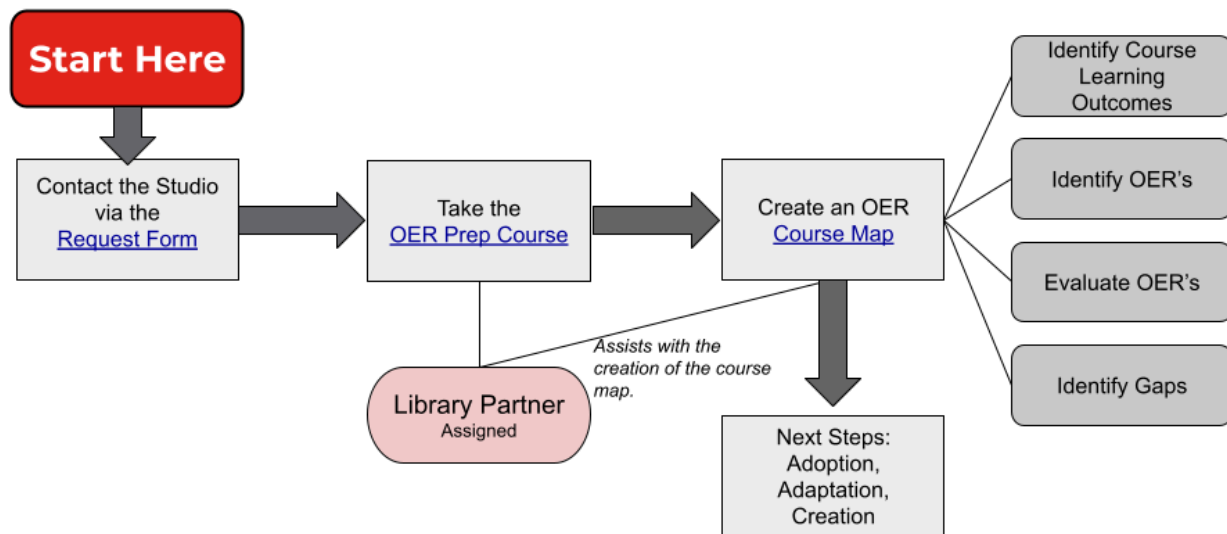 Start Here
Contact the Studio
via the
Request Form
Take the
OER Prep Course
Create an OER
Course Map
Identify Course
Learning
Outcomes
Identify OER's
Evaluate OER's
Identify Gaps
Assists with the
creation of the course
map.
Library Partner
Assigned
Next Steps:
Adoption,
Adaptation,
Creation